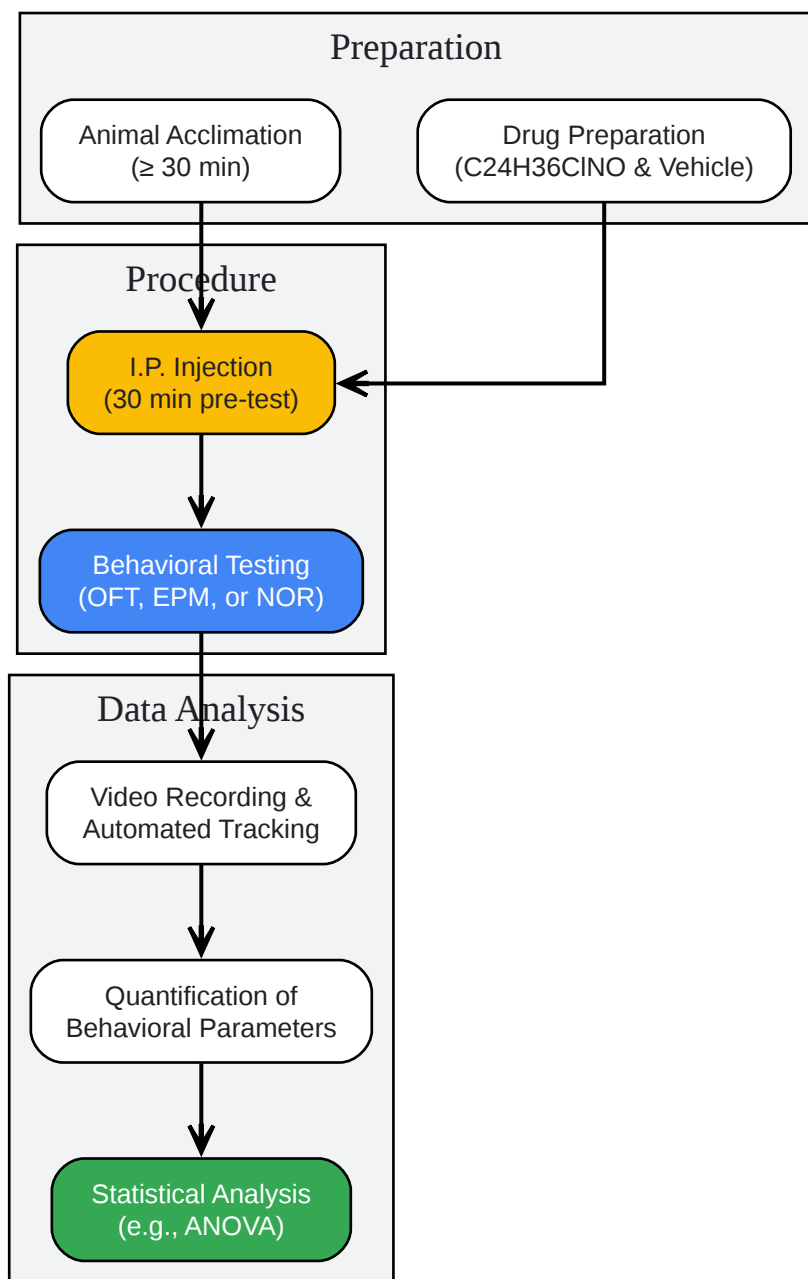 Preparation
Animal Acclimation
(≥ 30 min)
Drug Preparation
(C24H36ClNO & Vehicle)
Procedure
I.P. Injection
(30 min pre-test)
Behavioral Testing
(OFT, EPM, or NOR)
Data Analysis
Video Recording &
Automated Tracking
Quantification of
Behavioral Parameters
Statistical Analysis
(e.g., ANOVA)